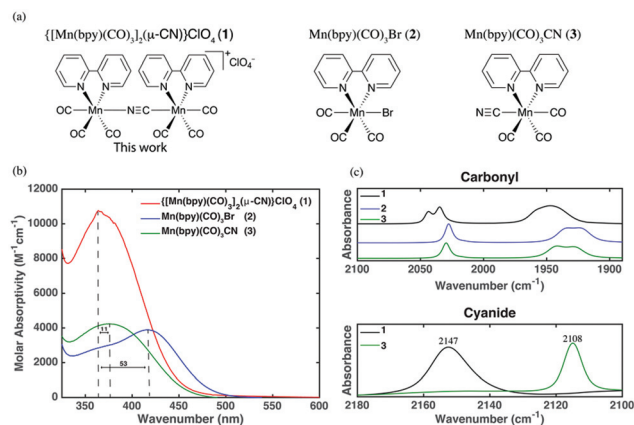 (a)
{[Mn(bpy)(CO)₃]₂(μ-CN)}ClO₄ (1)
Mn(bpy)(CO)₃Br (2)
Mn(bpy)(CO)₃CN (3)
+
ClO₄⁻
N N N N
OC Mn N≡C Mn CO
OC CO OC CO
This work
N N
OC Mn Br
OC CO
N N
N≡C Mn CO
OC CO
(b)
12000
10000
8000
6000
4000
2000
0
Molar Absorptivity (M⁻¹cm⁻¹)
{[Mn(bpy)(CO)₃]₂(μ-CN)}ClO₄ (1)
Mn(bpy)(CO)₃Br (2)
Mn(bpy)(CO)₃CN (3)
11
53
350 400 450 500 550 600
Wavenumber (nm)
(c)
Carbonyl
Absorbance
1
2
3
2100 2050 2000 1950 1900
Wavenumber (cm⁻¹)
Cyanide
Absorbance
1
3
2147
2108
2180 2160 2140 2120 2100
Wavenumber (cm⁻¹)